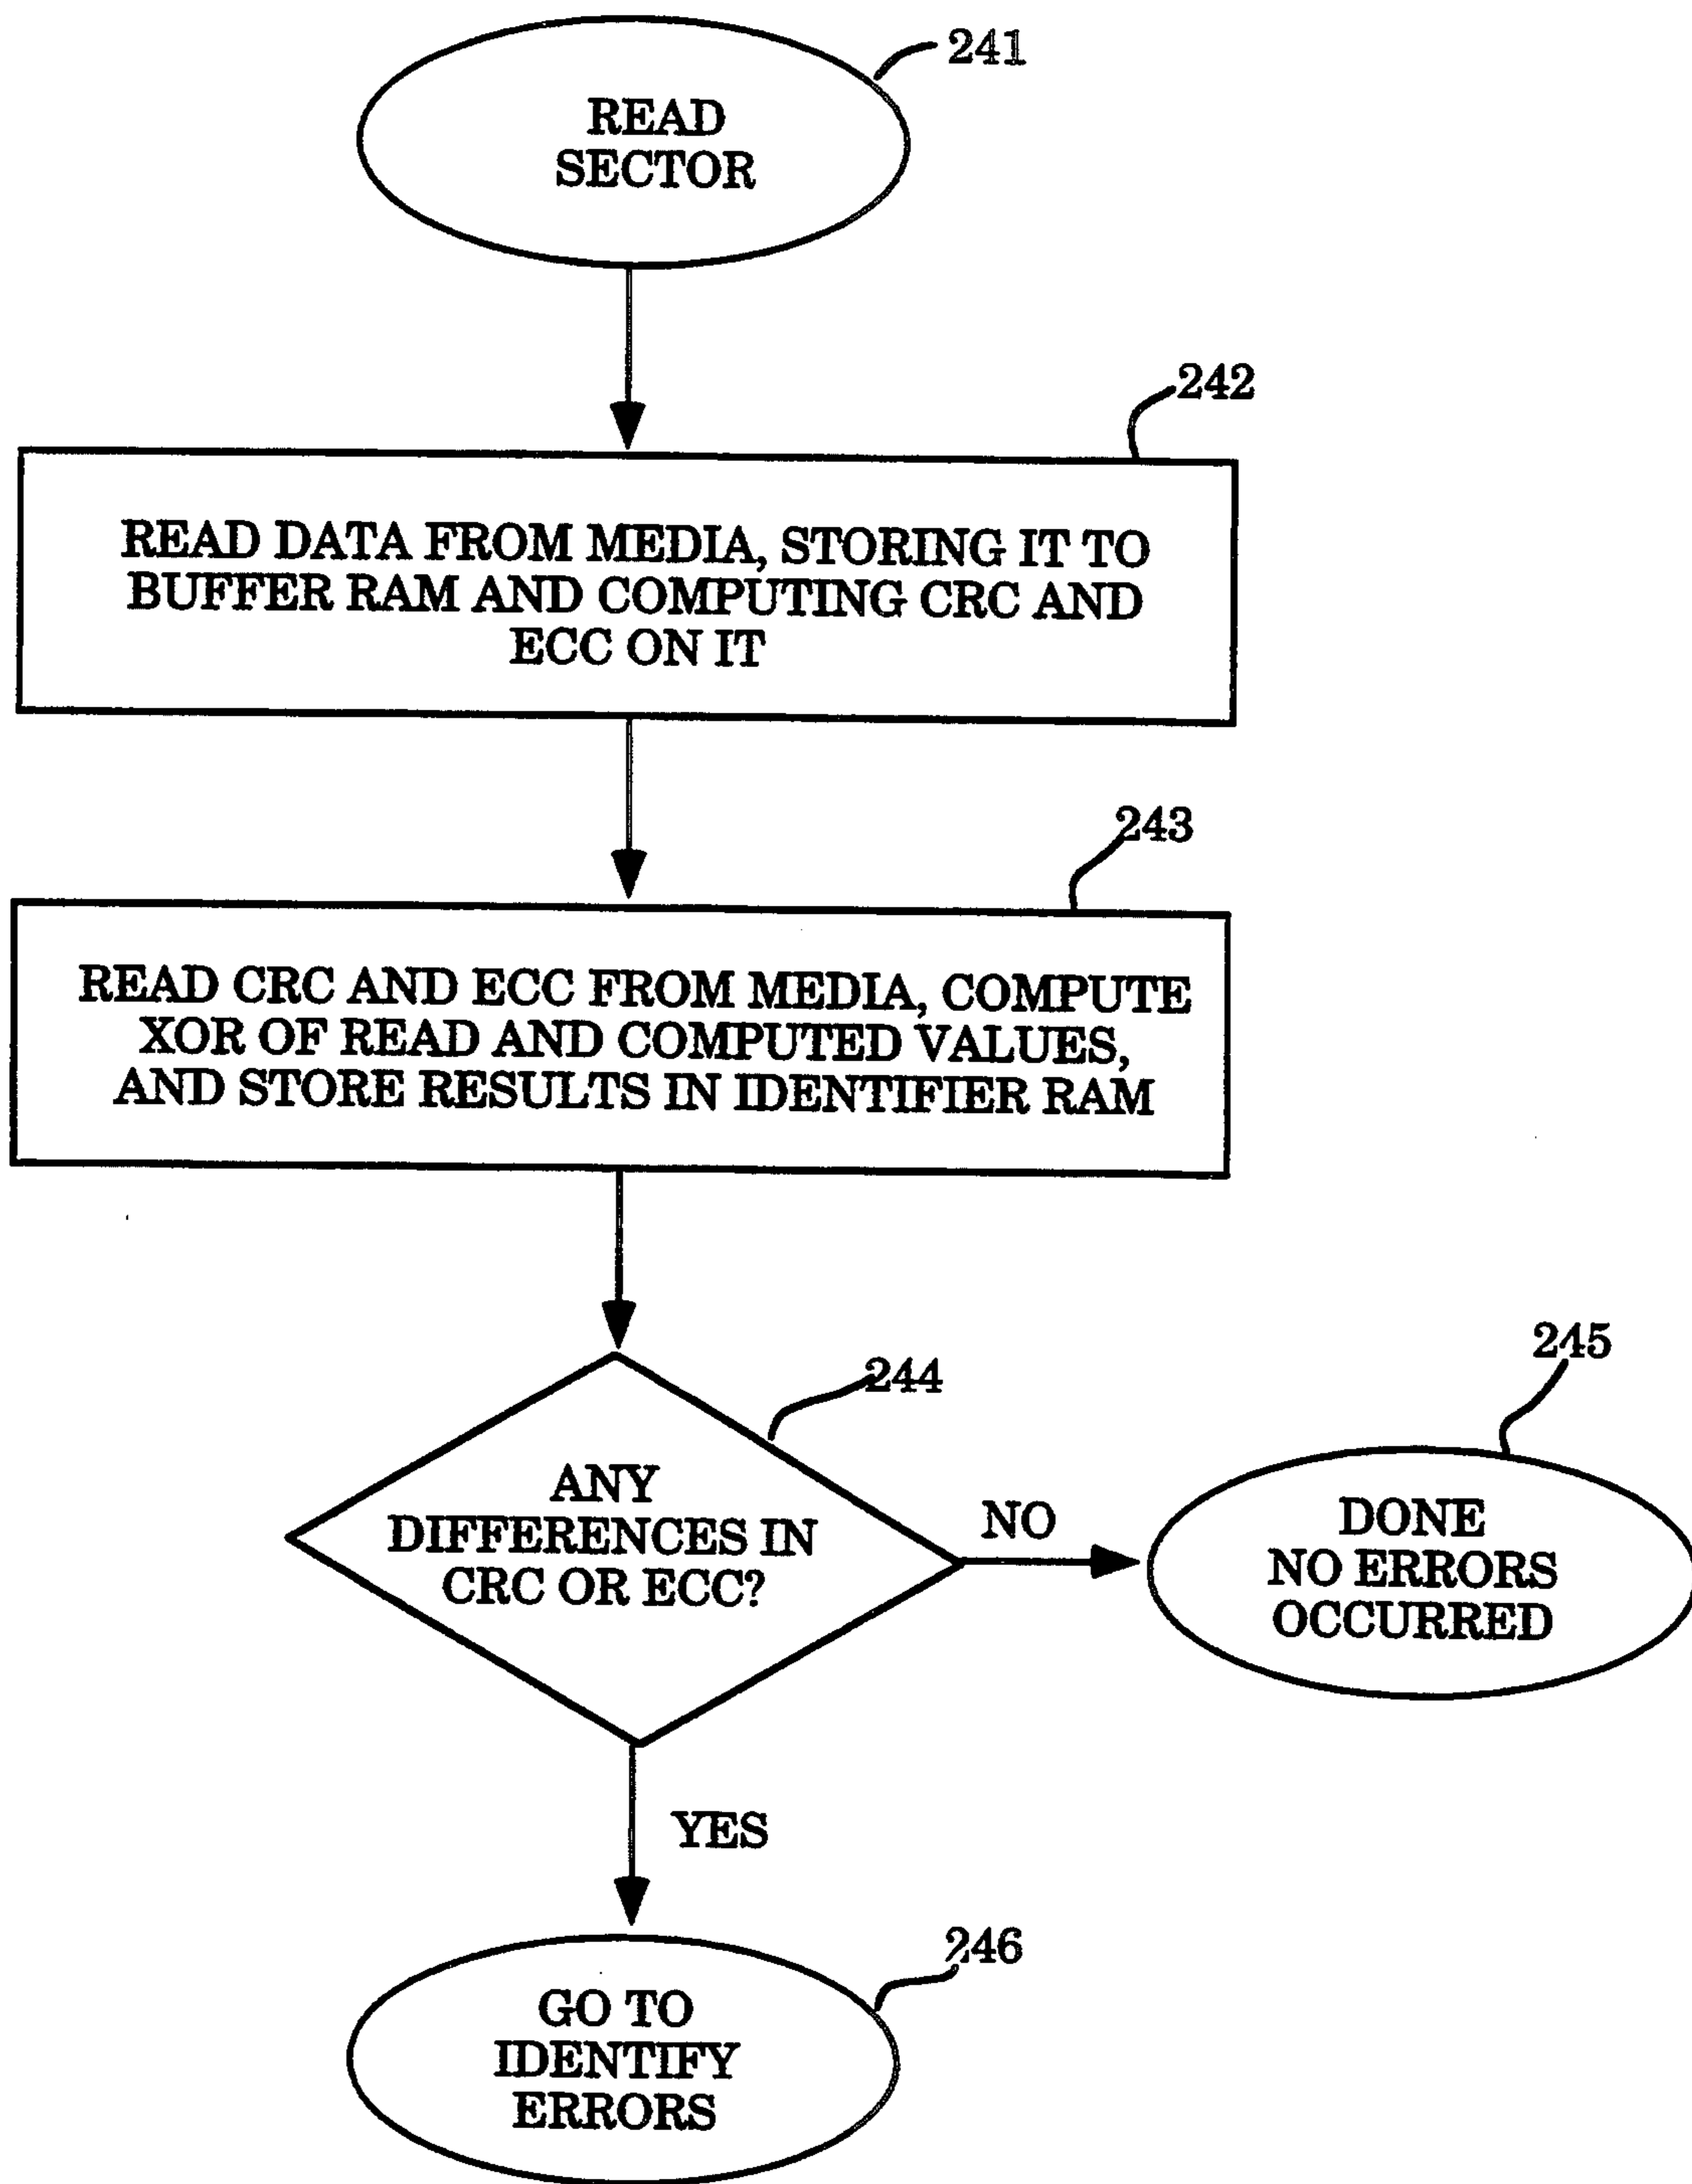 241
READ
SECTOR
242
READ DATA FROM MEDIA, STORING IT TO
BUFFER RAM AND COMPUTING CRC AND
ECC ON IT
243
READ CRC AND ECC FROM MEDIA, COMPUTE
XOR OF READ AND COMPUTED VALUES,
AND STORE RESULTS IN IDENTIFIER RAM
244
ANY
DIFFERENCES IN
CRC OR ECC?
NO
245
DONE
NO ERRORS
OCCURRED
YES
246
GO TO
IDENTIFY
ERRORS